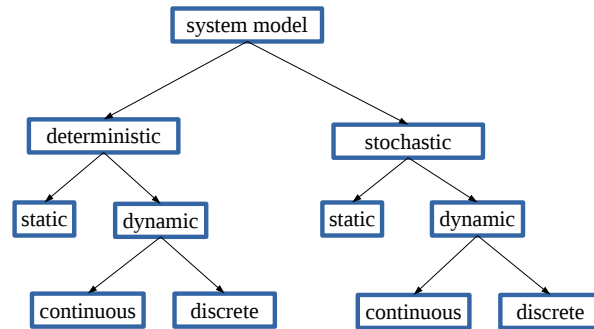 system model
deterministic
stochastic
static
dynamic
static
dynamic
continuous
discrete
continuous
discrete